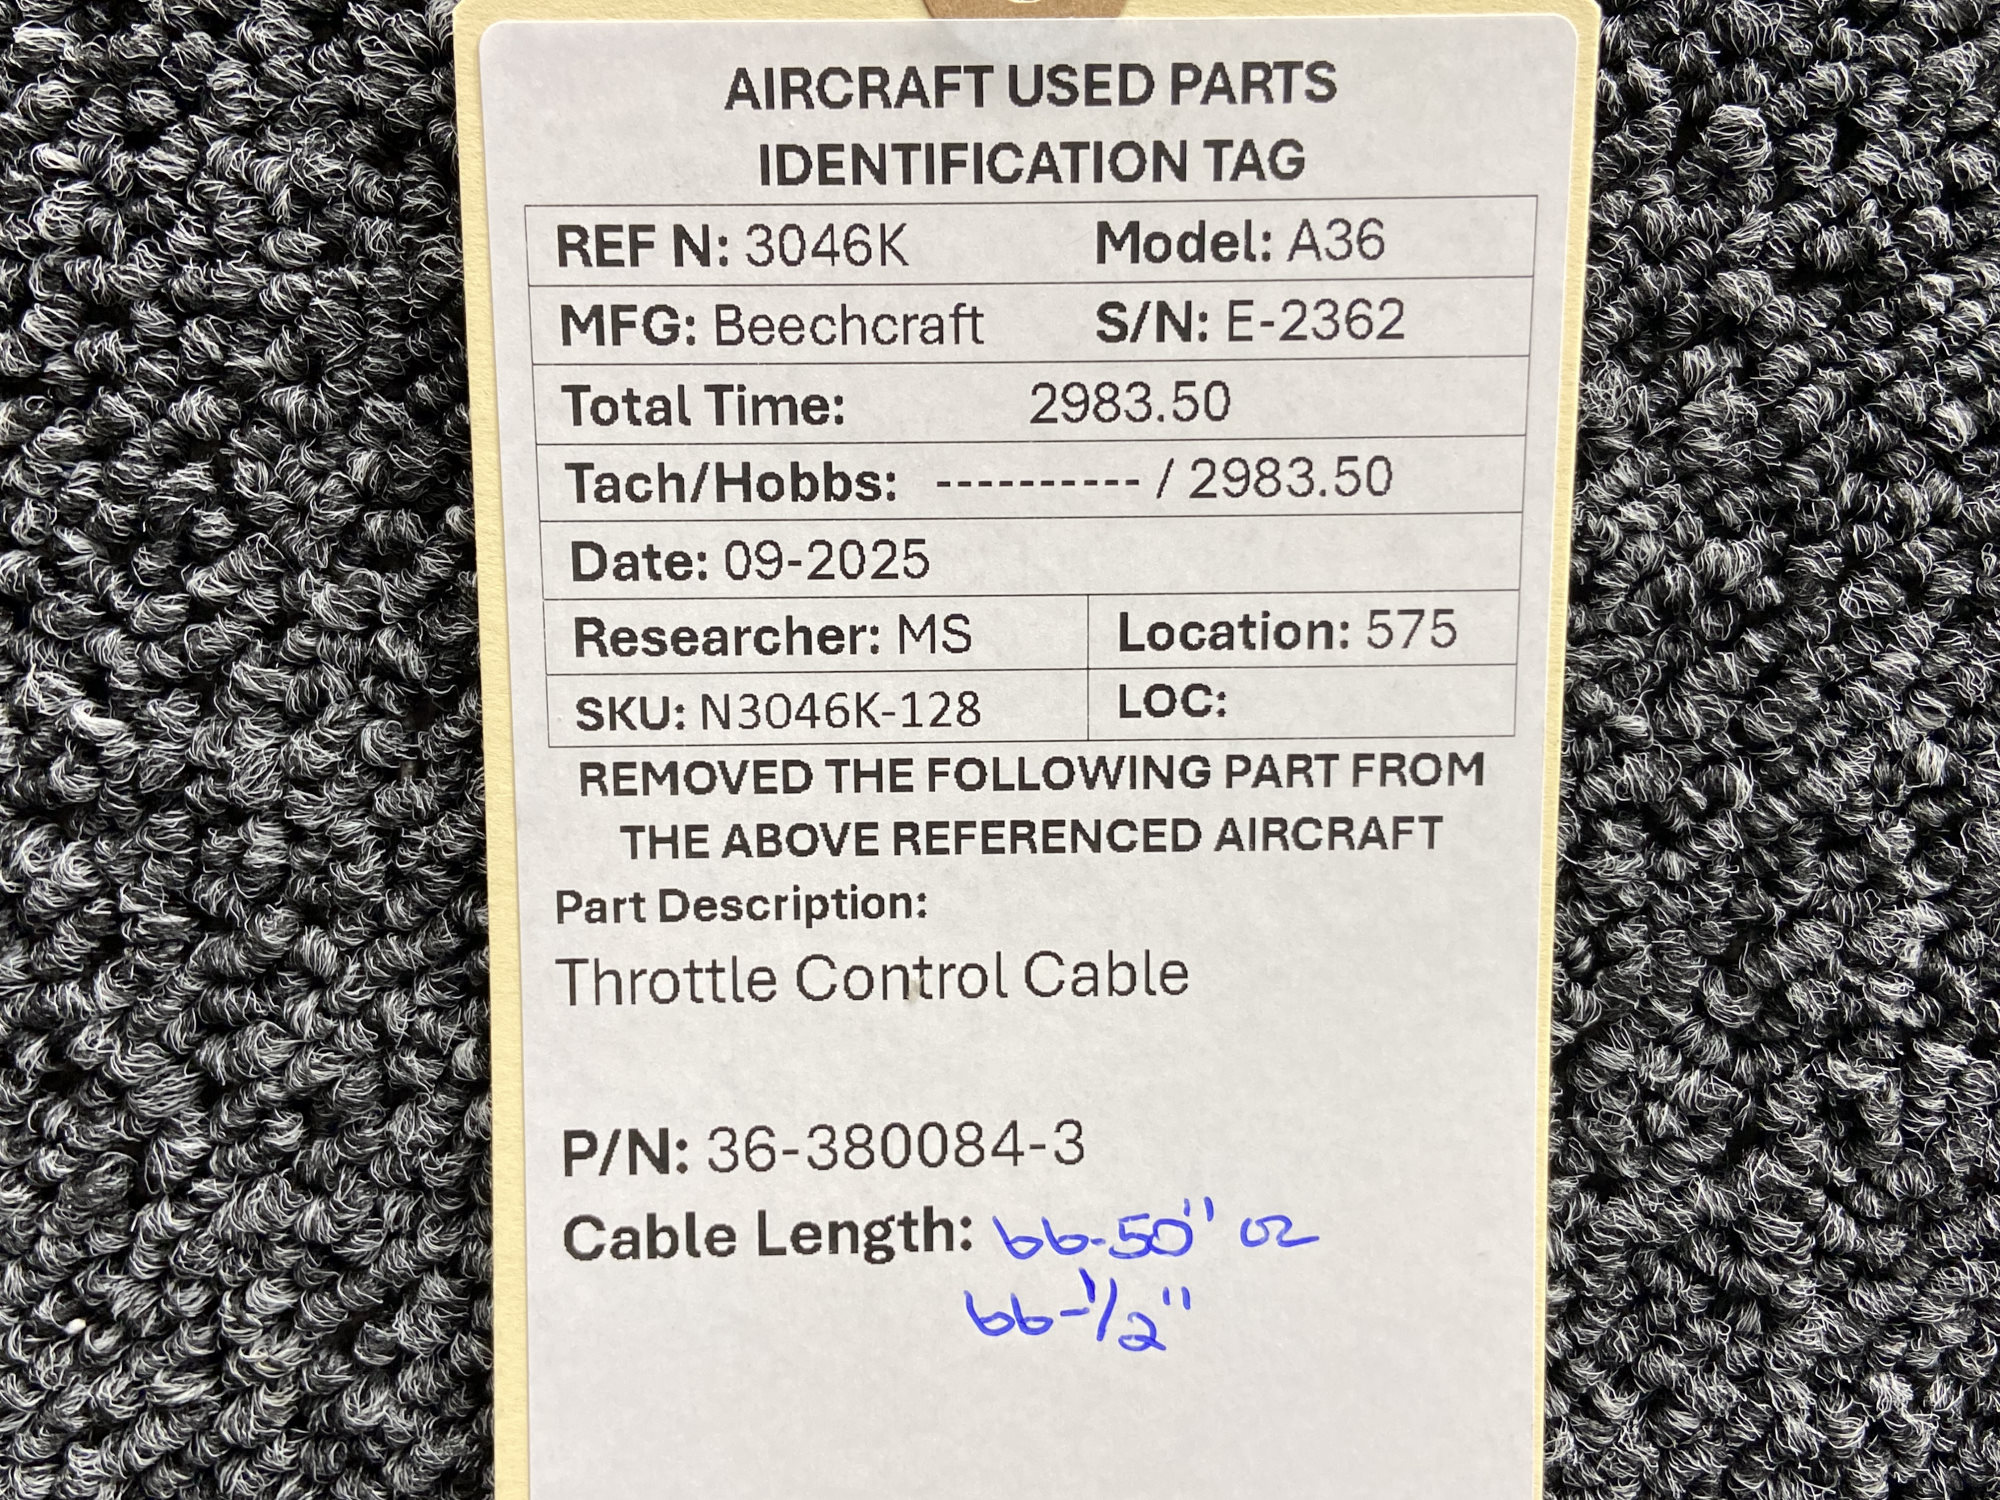 AIRCRAFT USED PARTS
IDENTIFICATION TAG
REF N: 3046K Model: A36
MFG: Beechcraft S/N: E-2362
Total Time: 2983.50
Tach/Hobbs: ---------- / 2983.50
Date: 09-2025
Researcher: MS Location: 575
SKU: N3046K-128 LOC:
REMOVED THE FOLLOWING PART FROM
THE ABOVE REFERENCED AIRCRAFT
Part Description:
Throttle Control Cable
P/N: 36-380084-3
Cable Length: 66.50" or
66-1/2"